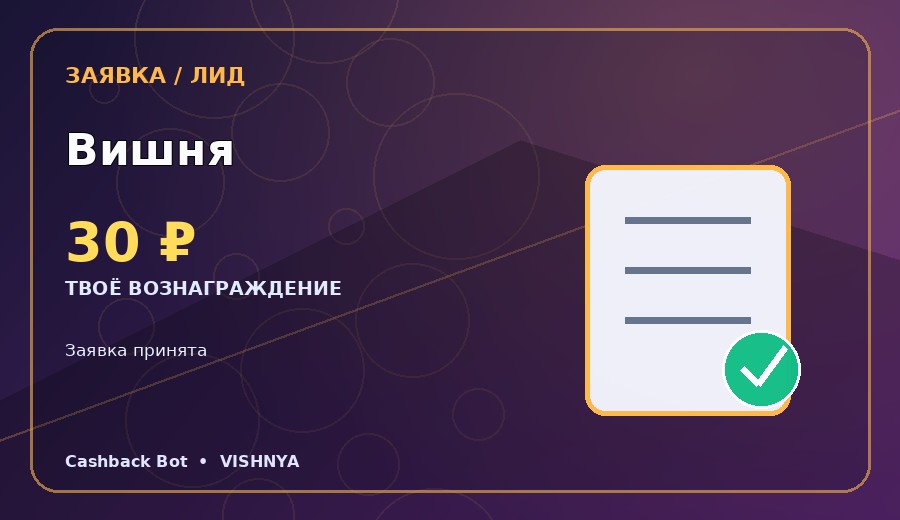 ЗАЯВКА / ЛИД
Вишня
30 ₽
ТВОЁ ВОЗНАГРАЖДЕНИЕ
Заявка принята
Cashback Bot • VISHNYA